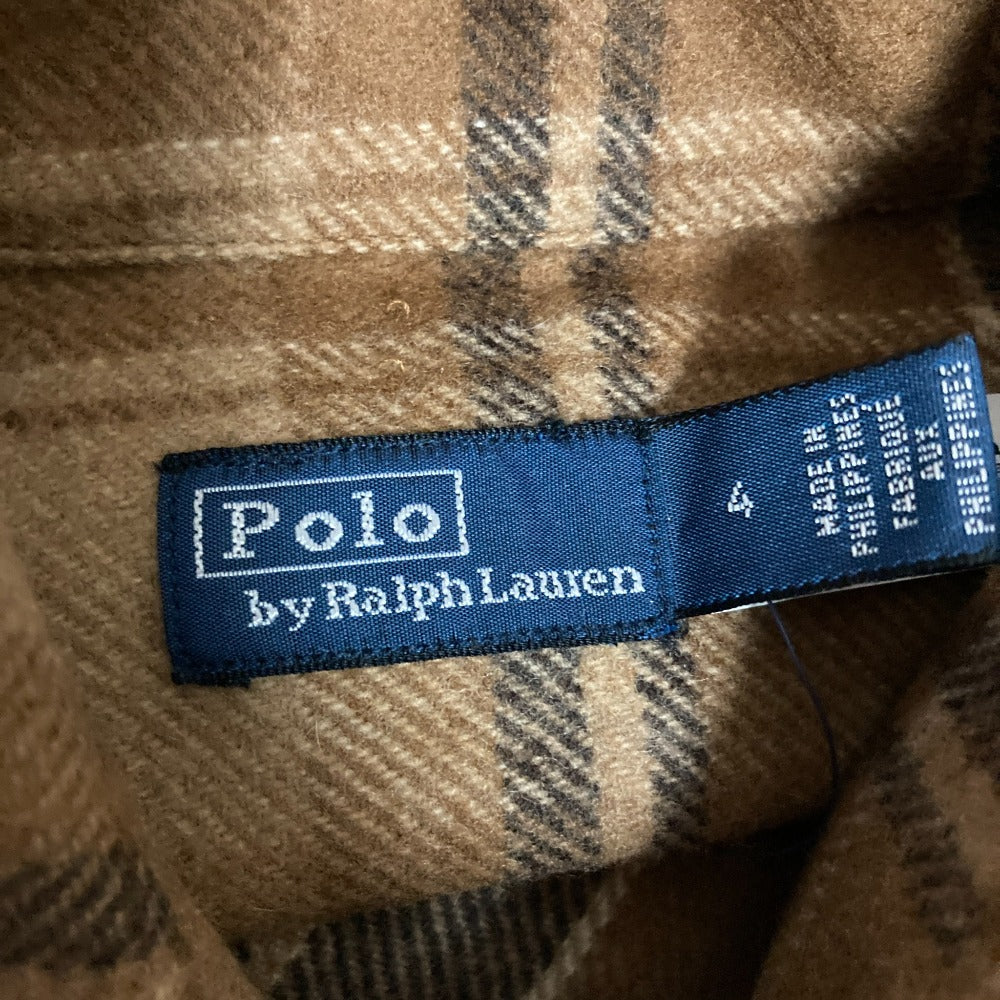 Polo
by Ralph Lauren
4
MADE IN
PHILIPPINES
FABRIQUE
AUX
PHILIPPINES